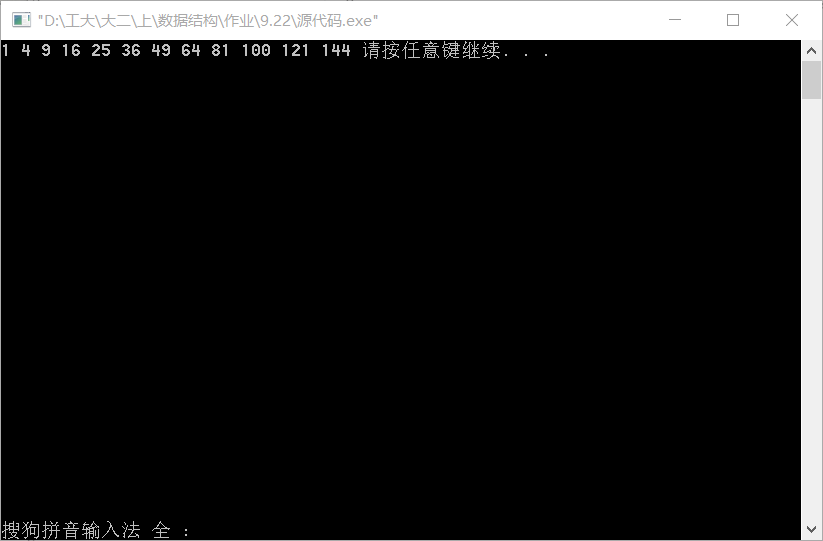 "D:\工大\大二\上\数据结构\作业\9.22\源代码.exe"
1 4 9 16 25 36 49 64 81 100 121 144 请按任意键继续. . .
搜狗拼音输入法 全 :